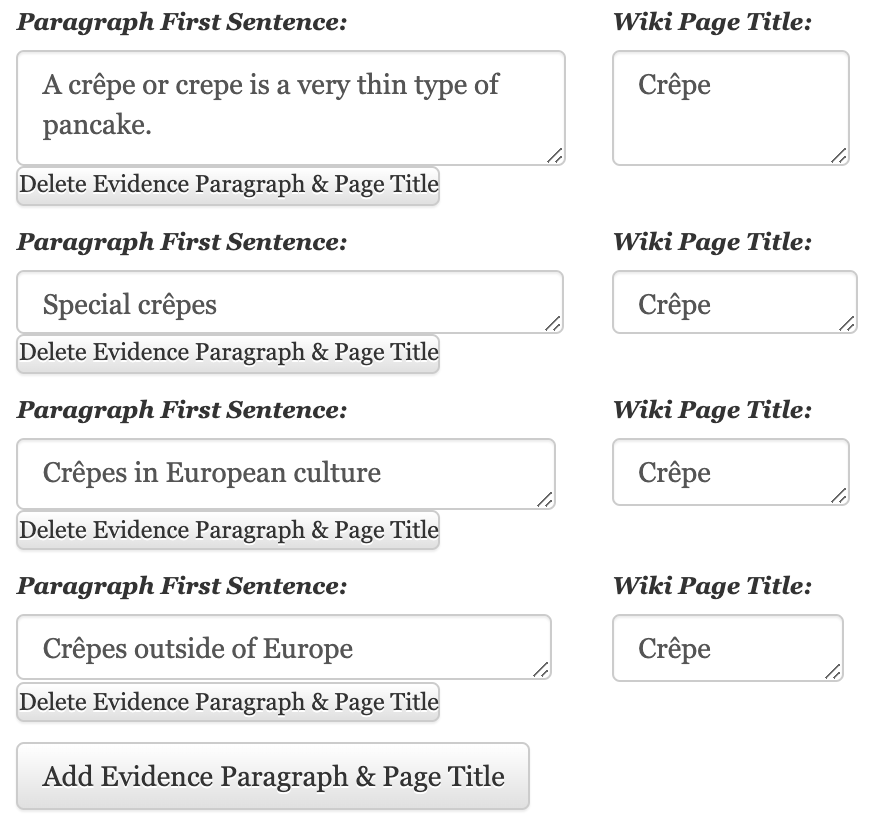 Paragraph First Sentence: Wiki Page Title:
A crêpe or crepe is a very thin type of Crêpe
pancake.
Delete Evidence Paragraph & Page Title
Paragraph First Sentence: Wiki Page Title:
Special crêpes Crêpe
Delete Evidence Paragraph & Page Title
Paragraph First Sentence: Wiki Page Title:
Crêpes in European culture Crêpe
Delete Evidence Paragraph & Page Title
Paragraph First Sentence: Wiki Page Title:
Crêpes outside of Europe Crêpe
Delete Evidence Paragraph & Page Title
Add Evidence Paragraph & Page Title